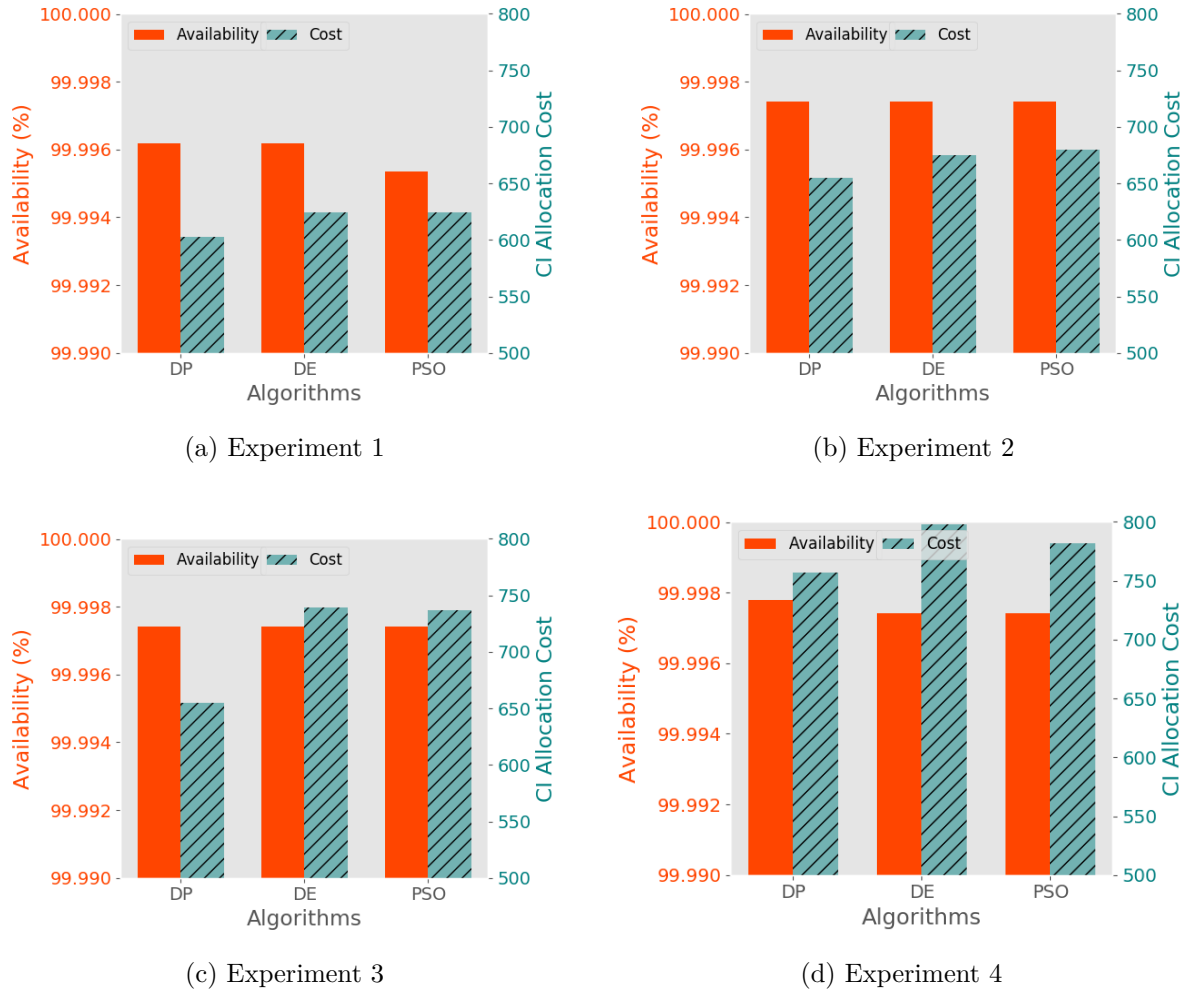 100.000
99.998
99.996
99.994
99.992
99.990
Availability (%)
Availability Cost
800
750
700
650
600
550
500
CI Allocation Cost
DP DE PSO
Algorithms
(a) Experiment 1
100.000
99.998
99.996
99.994
99.992
99.990
Availability (%)
Availability Cost
800
750
700
650
600
550
500
CI Allocation Cost
DP DE PSO
Algorithms
(b) Experiment 2
100.000
99.998
99.996
99.994
99.992
99.990
Availability (%)
Availability Cost
800
750
700
650
600
550
500
CI Allocation Cost
DP DE PSO
Algorithms
(c) Experiment 3
100.000
99.998
99.996
99.994
99.992
99.990
Availability (%)
Availability Cost
800
750
700
650
600
550
500
CI Allocation Cost
DP DE PSO
Algorithms
(d) Experiment 4